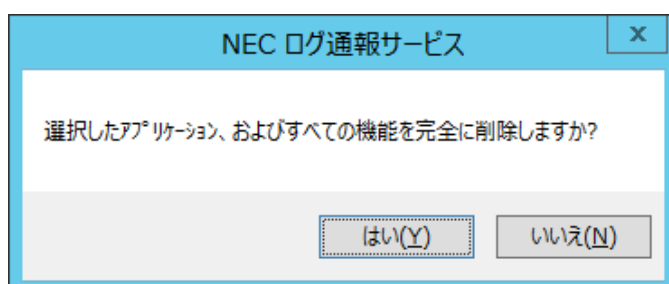 NEC ログ通報サービス
x
選択したｱﾌﾟﾘｹｰｼｮﾝ、およびすべての機能を完全に削除しますか?
はい(Y)
いいえ(N)